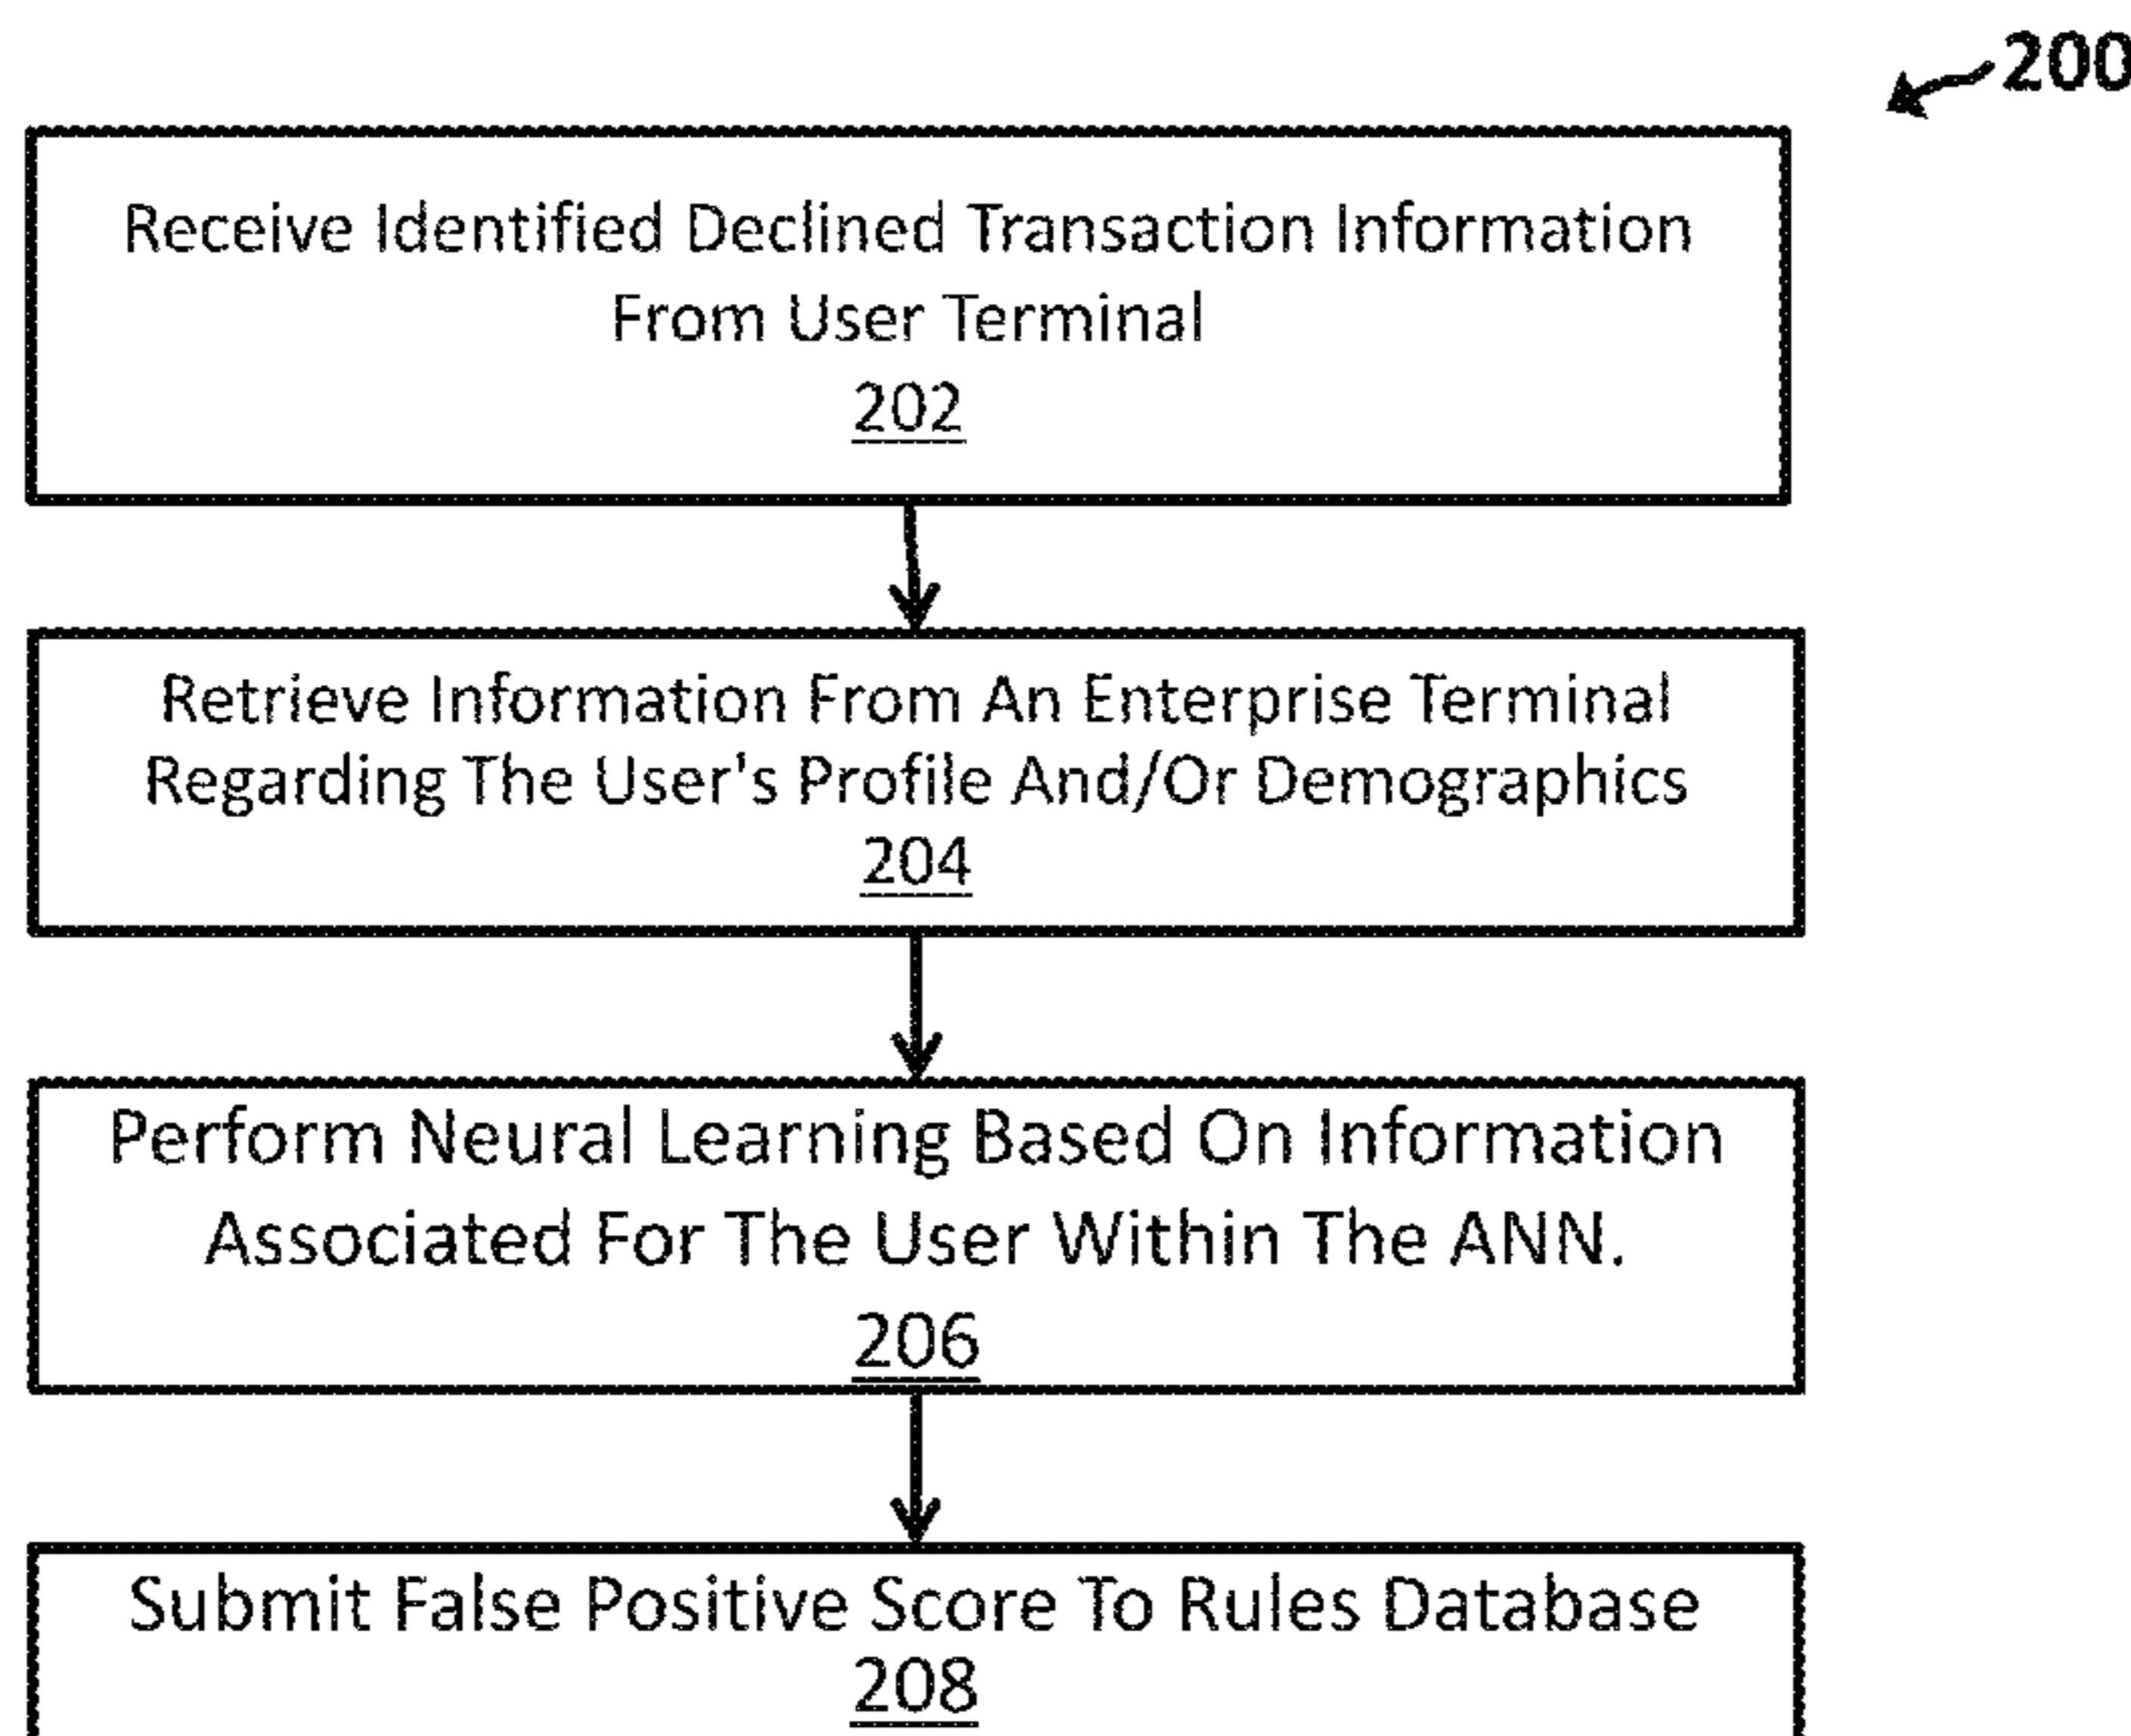 200
Receive Identified Declined Transaction Information
From User Terminal
202
Retrieve Information From An Enterprise Terminal
Regarding The User's Profile And/Or Demographics
204
Perform Neural Learning Based On Information
Associated For The User Within The ANN.
206
Submit False Positive Score To Rules Database
208